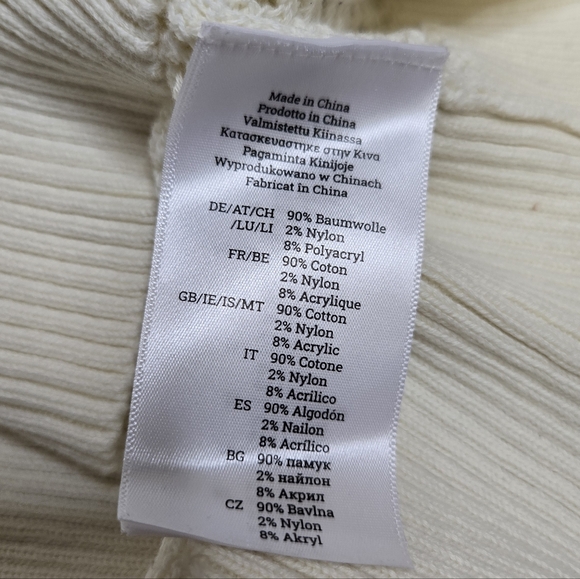 Made in China
Prodotto in China
Valmistettu Kiinassa
Κατασκευαστηκε στην Κινα
Pagaminta Kinijoje
Wyprodukowano w Chinach
Fabricat în China
DE/AT/CH 90% Baumwolle
/LU/LI 2% Nylon
8% Polyacryl
FR/BE 90% Coton
2% Nylon
8% Acrylique
GB/IE/IS/MT 90% Cotton
2% Nylon
8% Acrylic
IT 90% Cotone
2% Nylon
8% Acrilico
ES 90% Algodón
2% Nailon
8% Acrílico
BG 90% памук
2% найлон
8% Акрил
CZ 90% Bavlna
2% Nylon
8% Akryl